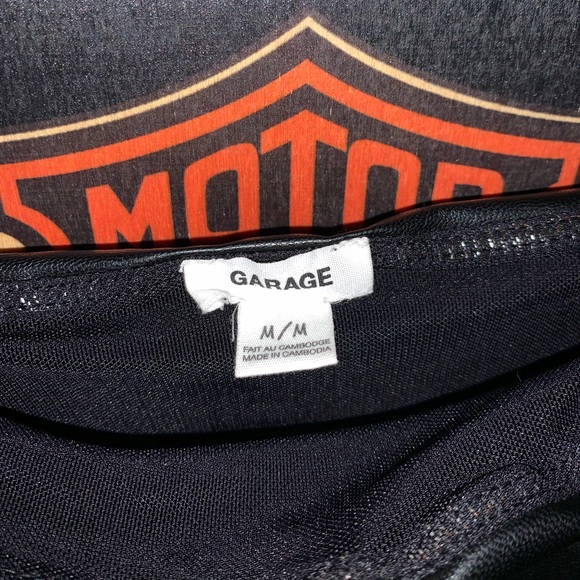 MOTOR
GARAGE
M/M
FAIT AU CAMBODGE
MADE IN CAMBODIA